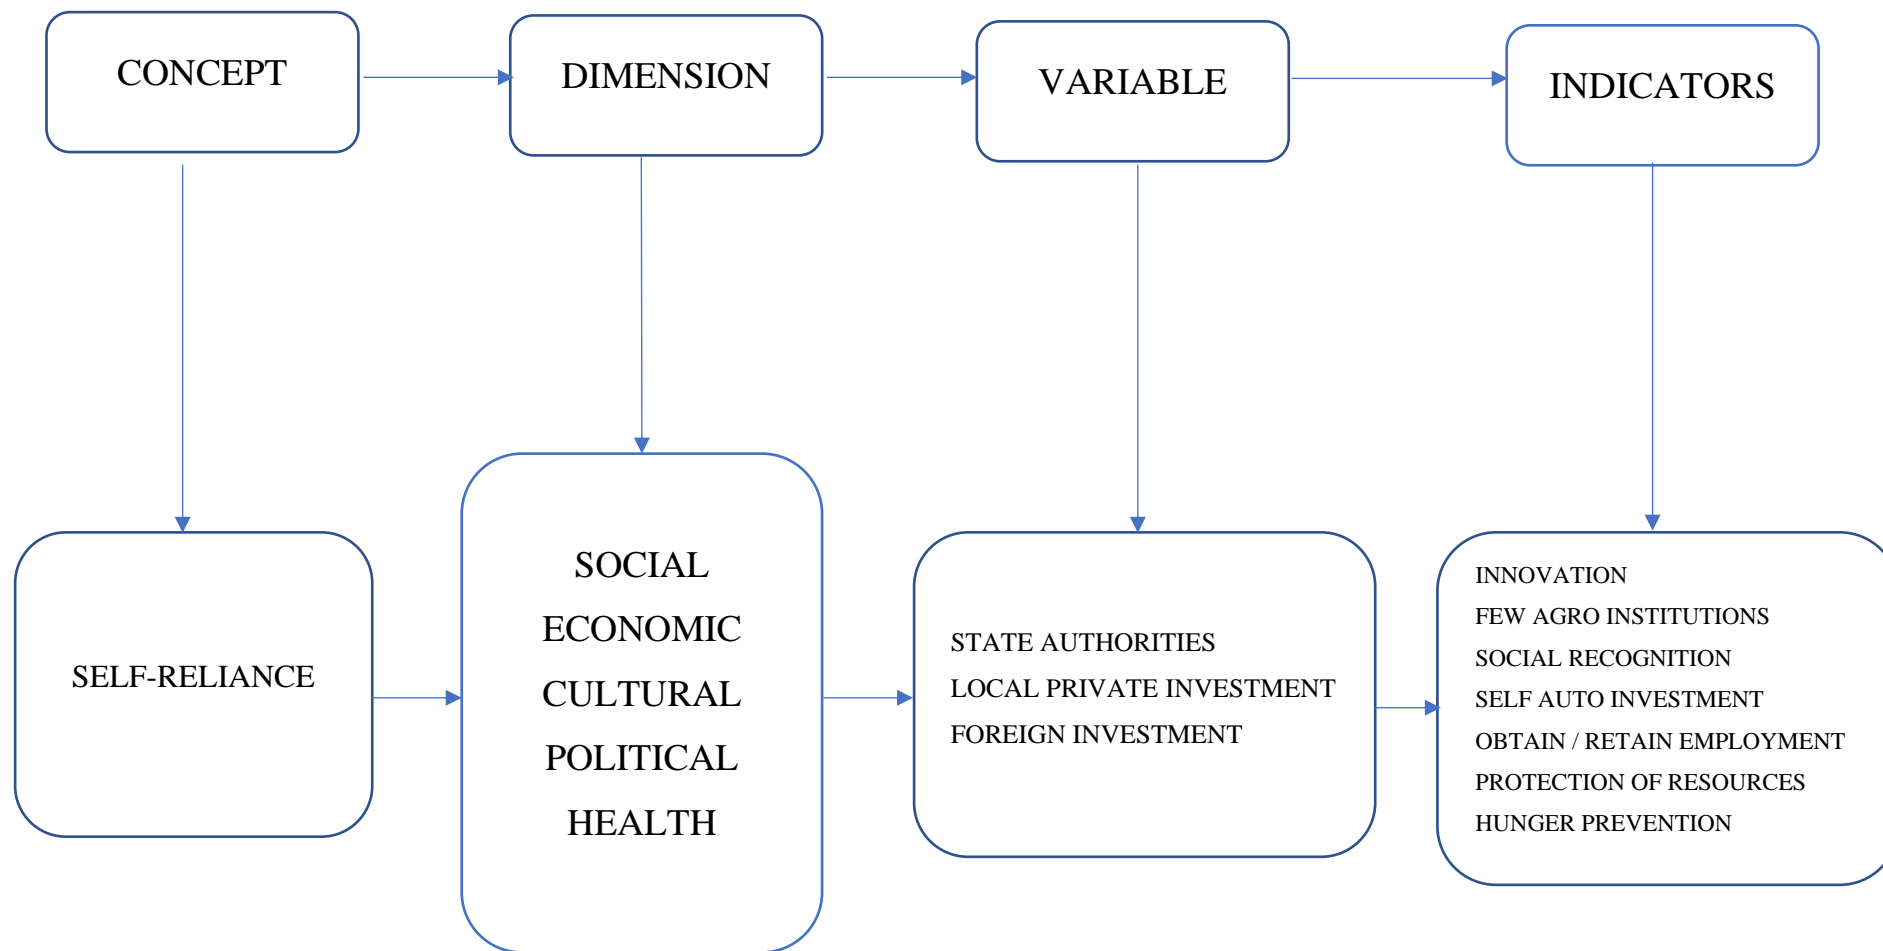 CONCEPT
DIMENSION
VARIABLE
INDICATORS
SELF-RELIANCE
SOCIAL
ECONOMIC
CULTURAL
POLITICAL
HEALTH
STATE AUTHORITIES
LOCAL PRIVATE INVESTMENT
FOREIGN INVESTMENT
INNOVATION
FEW AGRO INSTITUTIONS
SOCIAL RECOGNITION
SELF AUTO INVESTMENT
OBTAIN / RETAIN EMPLOYMENT
PROTECTION OF RESOURCES
HUNGER PREVENTION